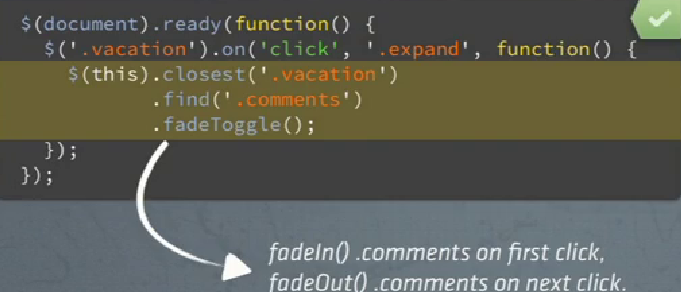 $(document).ready(function() {
$('.vacation').on('click', '.expand', function() {
$(this).closest('.vacation')
.find('.comments')
.fadeToggle();
});
});
fadeIn() .comments on first click,
fadeOut() .comments on next click.